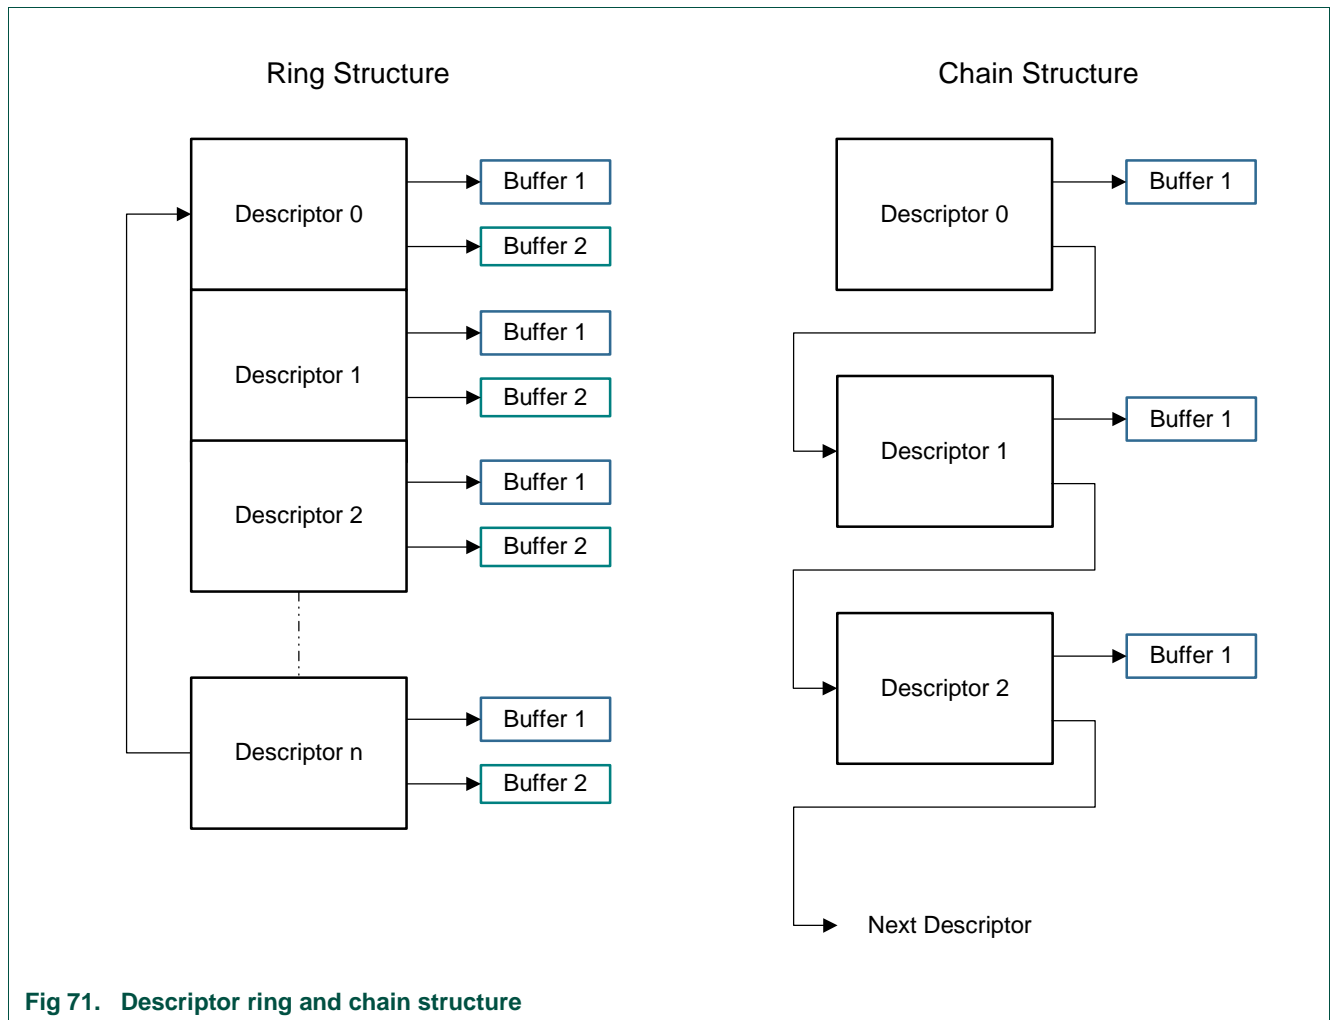 Ring Structure
Descriptor 0
Buffer 1
Buffer 2
Descriptor 1
Buffer 1
Buffer 2
Descriptor 2
Buffer 1
Buffer 2
Descriptor n
Buffer 1
Buffer 2
Chain Structure
Descriptor 0
Buffer 1
Descriptor 1
Buffer 1
Descriptor 2
Buffer 1
Next Descriptor
Fig 71. Descriptor ring and chain structure